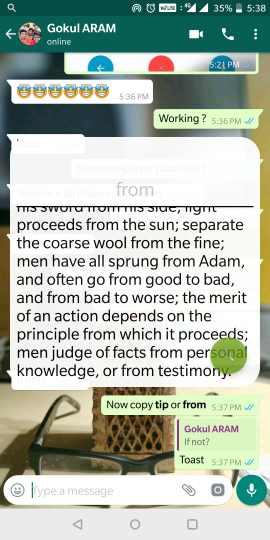 35% 5:38
Gokul ARAM
online
5:21 PM
5:36 PM
Working ? 5:36 PM
from
his sword from his side; light
proceeds from the sun; separate
the coarse wool from the fine;
men have all sprung from Adam,
and often go from good to bad,
and from bad to worse; the merit
of an action depends on the
principle from which it proceeds;
men judge of facts from personal
knowledge, or from testimony.
If not?
Now copy tip or from 5:37 PM
Gokul ARAM
If not?
Toast 5:37 PM
Type a message